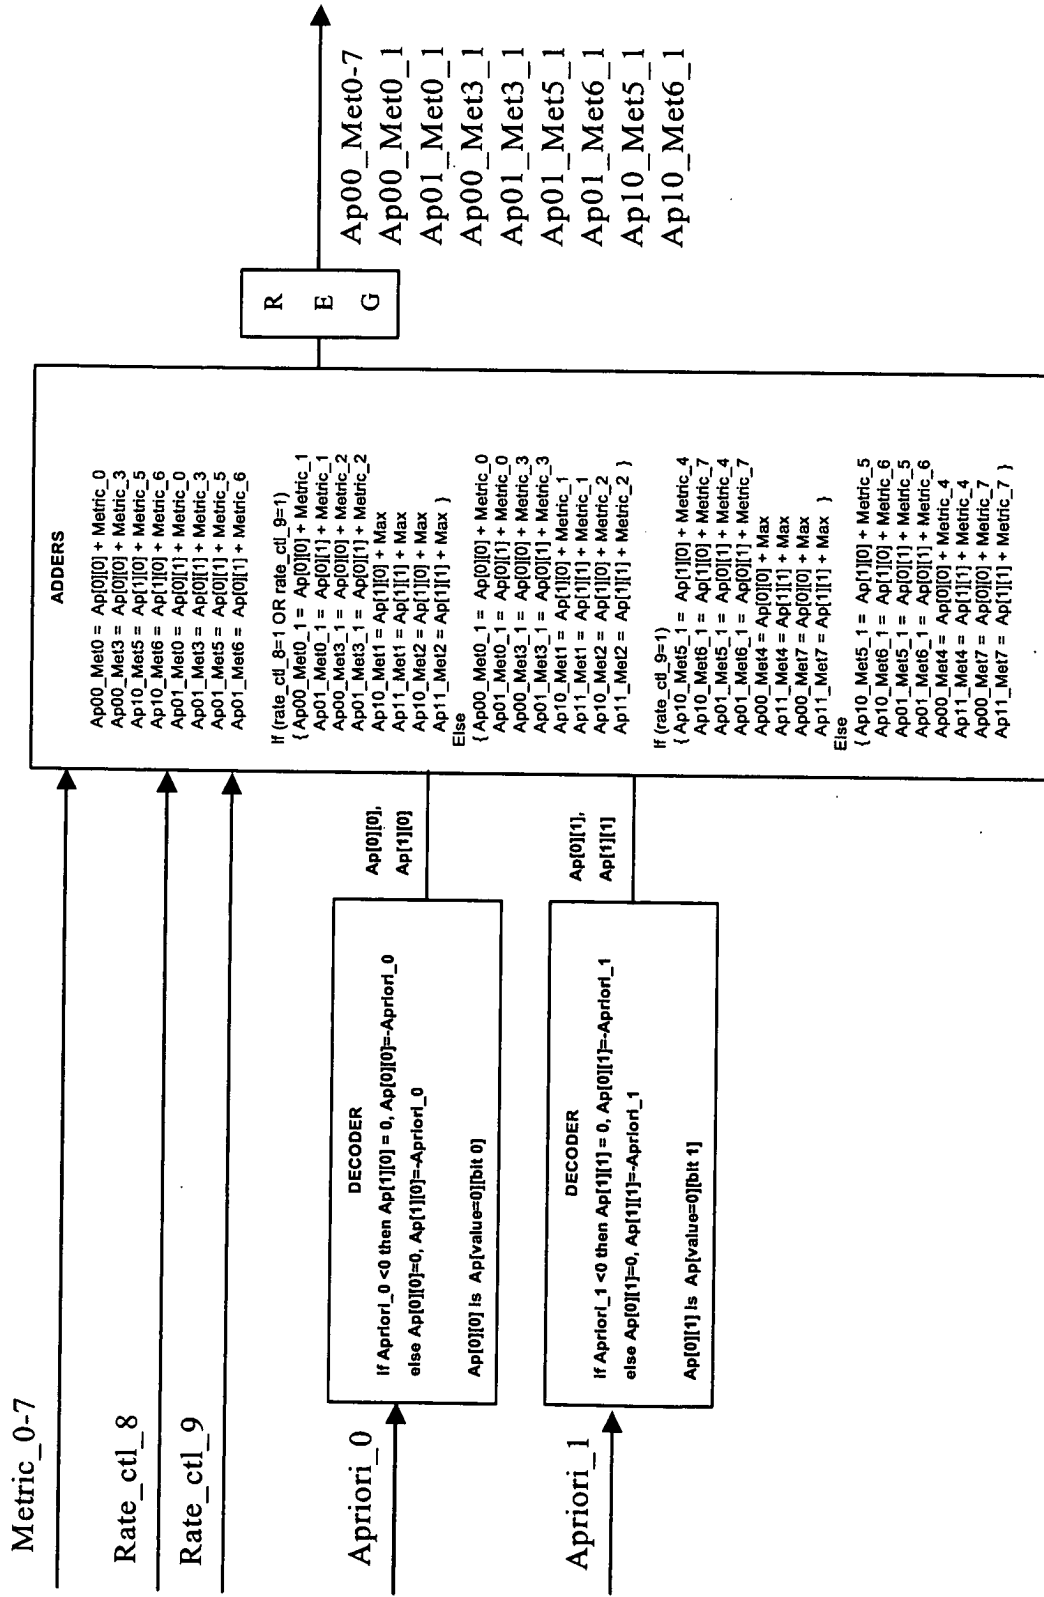 Metric_0-7
Rate_ctl_8
Rate_ctl_9
Apriori_0
Apriori_1
DECODER
If Apriori_0 <0 then Ap[1][0] = 0, Ap[0][0]=-Apriori_0
else Ap[0][0]=0, Ap[1][0]=-Apriori_0
Ap[0][0] is Ap[value=0][bit 0]
DECODER
If Apriori_1 <0 then Ap[1][1] = 0, Ap[0][1]=-Apriori_1
else Ap[0][1]=0, Ap[1][1]=-Apriori_1
Ap[0][1] is Ap[value=0][bit 1]
Ap[0][0],
Ap[1][0]
Ap[0][1],
Ap[1][1]
ADDERS
Ap00_Met0 = Ap[0][0] + Metric_0
Ap00_Met3 = Ap[0][0] + Metric_3
Ap10_Met5 = Ap[1][0] + Metric_5
Ap10_Met6 = Ap[1][0] + Metric_6
Ap01_Met0 = Ap[0][1] + Metric_0
Ap01_Met3 = Ap[0][1] + Metric_3
Ap01_Met5 = Ap[0][1] + Metric_5
Ap01_Met6 = Ap[0][1] + Metric_6
If (rate_ctl_8=1 OR rate_ctl_9=1)
{ Ap00_Met0_1 = Ap[0][0] + Metric_1
Ap01_Met0_1 = Ap[0][1] + Metric_1
Ap00_Met3_1 = Ap[0][0] + Metric_2
Ap01_Met3_1 = Ap[0][1] + Metric_2
Ap10_Met1 = Ap[1][0] + Max
Ap11_Met1 = Ap[1][1] + Max
Ap10_Met2 = Ap[1][0] + Max
Ap11_Met2 = Ap[1][1] + Max }
Else
{ Ap00_Met0_1 = Ap[0][0] + Metric_0
Ap01_Met0_1 = Ap[0][1] + Metric_0
Ap00_Met3_1 = Ap[0][0] + Metric_3
Ap01_Met3_1 = Ap[0][1] + Metric_3
Ap10_Met1 = Ap[1][0] + Metric_1
Ap11_Met1 = Ap[1][1] + Metric_1
Ap10_Met2 = Ap[1][0] + Metric_2
Ap11_Met2 = Ap[1][1] + Metric_2 }
If (rate_ctl_9=1)
{ Ap10_Met5_1 = Ap[1][0] + Metric_4
Ap10_Met6_1 = Ap[1][0] + Metric_7
Ap01_Met5_1 = Ap[0][1] + Metric_4
Ap01_Met6_1 = Ap[0][1] + Metric_7
Ap00_Met4 = Ap[0][0] + Max
Ap11_Met4 = Ap[1][1] + Max
Ap00_Met7 = Ap[0][0] + Max
Ap11_Met7 = Ap[1][1] + Max }
Else
{ Ap10_Met5_1 = Ap[1][0] + Metric_5
Ap10_Met6_1 = Ap[1][0] + Metric_6
Ap01_Met5_1 = Ap[0][1] + Metric_5
Ap01_Met6_1 = Ap[0][1] + Metric_6
Ap00_Met4 = Ap[0][0] + Metric_4
Ap11_Met4 = Ap[1][1] + Metric_4
Ap00_Met7 = Ap[0][0] + Metric_7
Ap11_Met7 = Ap[1][1] + Metric_7 }
R
E
G
Ap00_Met0-7
Ap00_Met0_1
Ap01_Met0_1
Ap00_Met3_1
Ap01_Met3_1
Ap01_Met5_1
Ap01_Met6_1
Ap10_Met5_1
Ap10_Met6_1